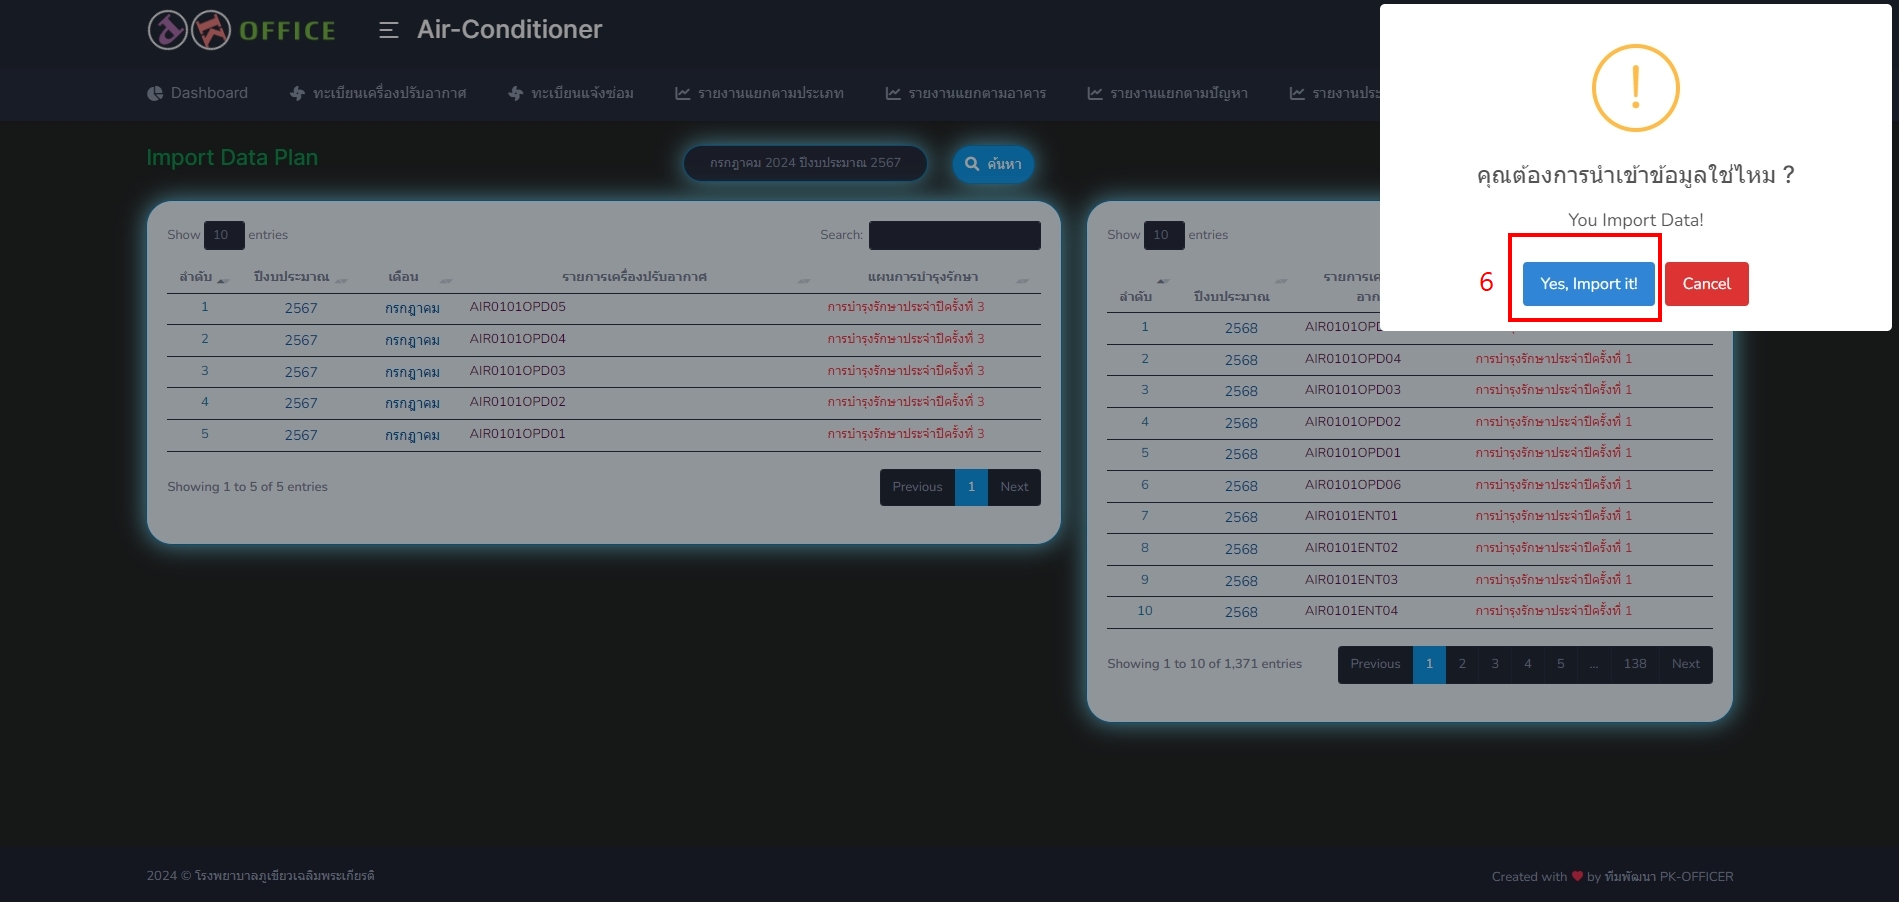 OFFICE
Air-Conditioner
Dashboard
ทะเบียนเครื่องปรับอากาศ
ทะเบียนแจ้งซ่อม
รายงานแยกตามประเภท
รายงานแยกตามอาคาร
รายงานแยกตามปัญหา
รายงานประ
Import Data Plan
กรกฎาคม 2024 ปีงบประมาณ 2567
ค้นหา
Show 10 entries
Search:
ลำดับ ปีงบประมาณ เดือน รายการเครื่องปรับอากาศ แผนการบำรุงรักษา
1 2567 กรกฎาคม AIR0101OPD05 การบำรุงรักษาประจำปีครั้งที่ 3
2 2567 กรกฎาคม AIR0101OPD04 การบำรุงรักษาประจำปีครั้งที่ 3
3 2567 กรกฎาคม AIR0101OPD03 การบำรุงรักษาประจำปีครั้งที่ 3
4 2567 กรกฎาคม AIR0101OPD02 การบำรุงรักษาประจำปีครั้งที่ 3
5 2567 กรกฎาคม AIR0101OPD01 การบำรุงรักษาประจำปีครั้งที่ 3
Showing 1 to 5 of 5 entries
Previous 1 Next
Show 10 entries
รายการเค
ลำดับ ปีงบประมาณ อาก
1 2568 AIR0101OPD
2 2568 AIR0101OPD04 การบำรุงรักษาประจำปีครั้งที่ 1
3 2568 AIR0101OPD03 การบำรุงรักษาประจำปีครั้งที่ 1
4 2568 AIR0101OPD02 การบำรุงรักษาประจำปีครั้งที่ 1
5 2568 AIR0101OPD01 การบำรุงรักษาประจำปีครั้งที่ 1
6 2568 AIR0101OPD06 การบำรุงรักษาประจำปีครั้งที่ 1
7 2568 AIR0101ENT01 การบำรุงรักษาประจำปีครั้งที่ 1
8 2568 AIR0101ENT02 การบำรุงรักษาประจำปีครั้งที่ 1
9 2568 AIR0101ENT03 การบำรุงรักษาประจำปีครั้งที่ 1
10 2568 AIR0101ENT04 การบำรุงรักษาประจำปีครั้งที่ 1
Showing 1 to 10 of 1,371 entries
Previous 1 2 3 4 5 ... 138 Next
!
คุณต้องการนำเข้าข้อมูลใช่ไหม ?
You Import Data!
6 Yes, Import it! Cancel
2024 © โรงพยาบาลภูเขียวเฉลิมพระเกียรติ
Created with ♥ by ทีมพัฒนา PK-OFFICER